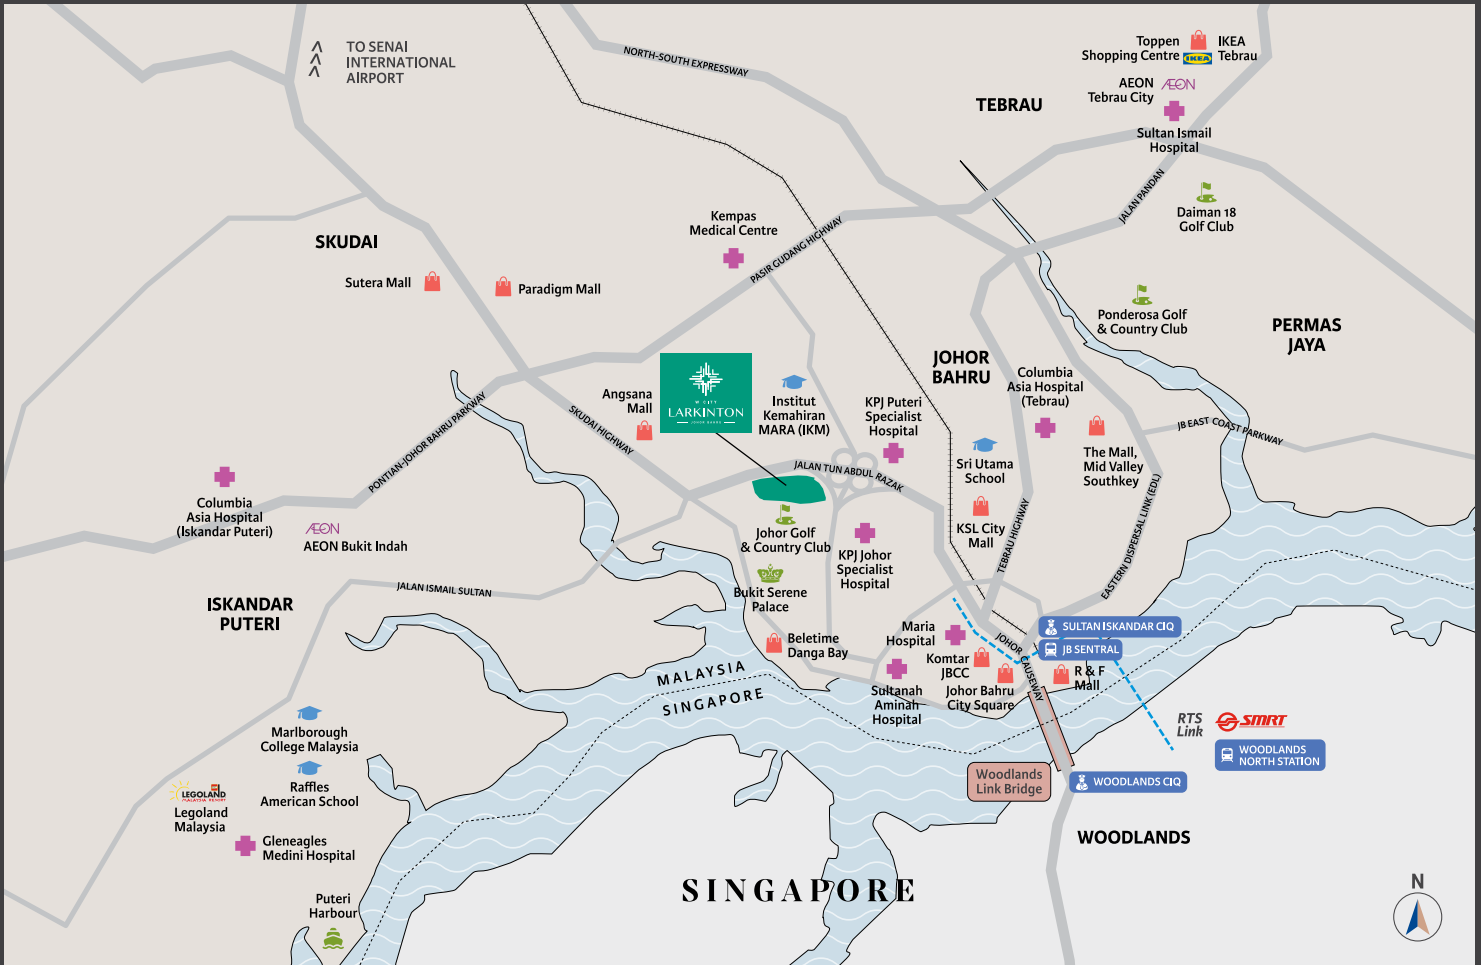 TO SENAI
INTERNATIONAL
AIRPORT
NORTH-SOUTH EXPRESSWAY
Toppen
Shopping Centre
IKEA
IKEA
Tebrau
AEON
Tebrau City
ÆON
TEBRAU
Sultan Ismail
Hospital
JALAN PANDAN
Daiman 18
Golf Club
SKUDAI
Kempas
Medical Centre
PASIR GUDANG HIGHWAY
Sutera Mall
Paradigm Mall
Ponderosa Golf
& Country Club
PERMAS
JAYA
JOHOR
BAHRU
Columbia
Asia Hospital
(Tebrau)
W CITY
LARKINTON
JOHOR BAHRU
Angsana
Mall
Institut
Kemahiran
MARA (IKM)
KPJ Puteri
Specialist
Hospital
PONTIAN-JOHOR BAHRU PARKWAY
SKUDAI HIGHWAY
JB EAST COAST PARKWAY
The Mall,
Mid Valley
Southkey
Sri Utama
School
JALAN TUN ABDUL RAZAK
Columbia
Asia Hospital
(Iskandar Puteri)
ÆON
AEON Bukit Indah
Johor Golf
& Country Club
KPJ Johor
Specialist
Hospital
KSL City
Mall
TEBRAU HIGHWAY
EASTERN DISPERSAL LINK (EDL)
JALAN ISMAIL SULTAN
Bukit Serene
Palace
ISKANDAR
PUTERI
Beletime
Danga Bay
Maria
Hospital
Komtar
JBCC
JOHOR CAUSEWAY
SULTAN ISKANDAR CIQ
JB SENTRAL
R & F
Mall
Sultanah
Aminah
Hospital
Johor Bahru
City Square
MALAYSIA
SINGAPORE
Marlborough
College Malaysia
Raffles
American School
LEGOLAND
MALAYSIA RESORT
Legoland
Malaysia
Gleneagles
Medini Hospital
RTS
Link
SMRT
WOODLANDS
NORTH STATION
Woodlands
Link Bridge
WOODLANDS CIQ
WOODLANDS
SINGAPORE
Puteri
Harbour
N